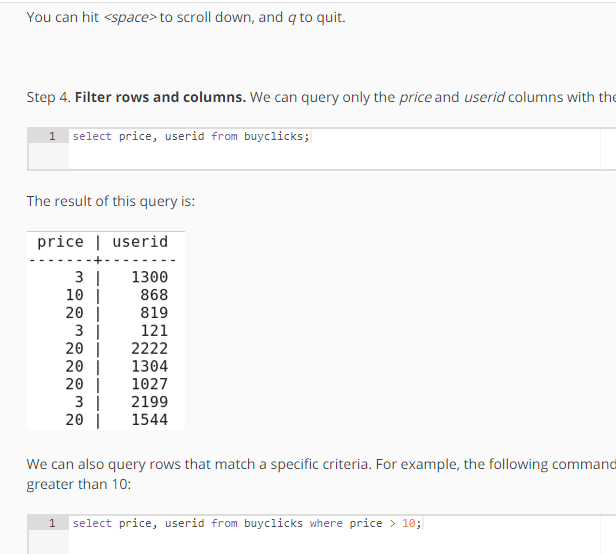 You can hit <space> to scroll down, and q to quit.
Step 4. Filter rows and columns. We can query only the price and userid columns with the
1 select price, userid from buyclicks;
The result of this query is:
price | userid
-------+--------
3 | 1300
10 | 868
20 | 819
3 | 121
20 | 2222
20 | 1304
20 | 1027
3 | 2199
20 | 1544
We can also query rows that match a specific criteria. For example, the following command
greater than 10:
1 select price, userid from buyclicks where price > 10;